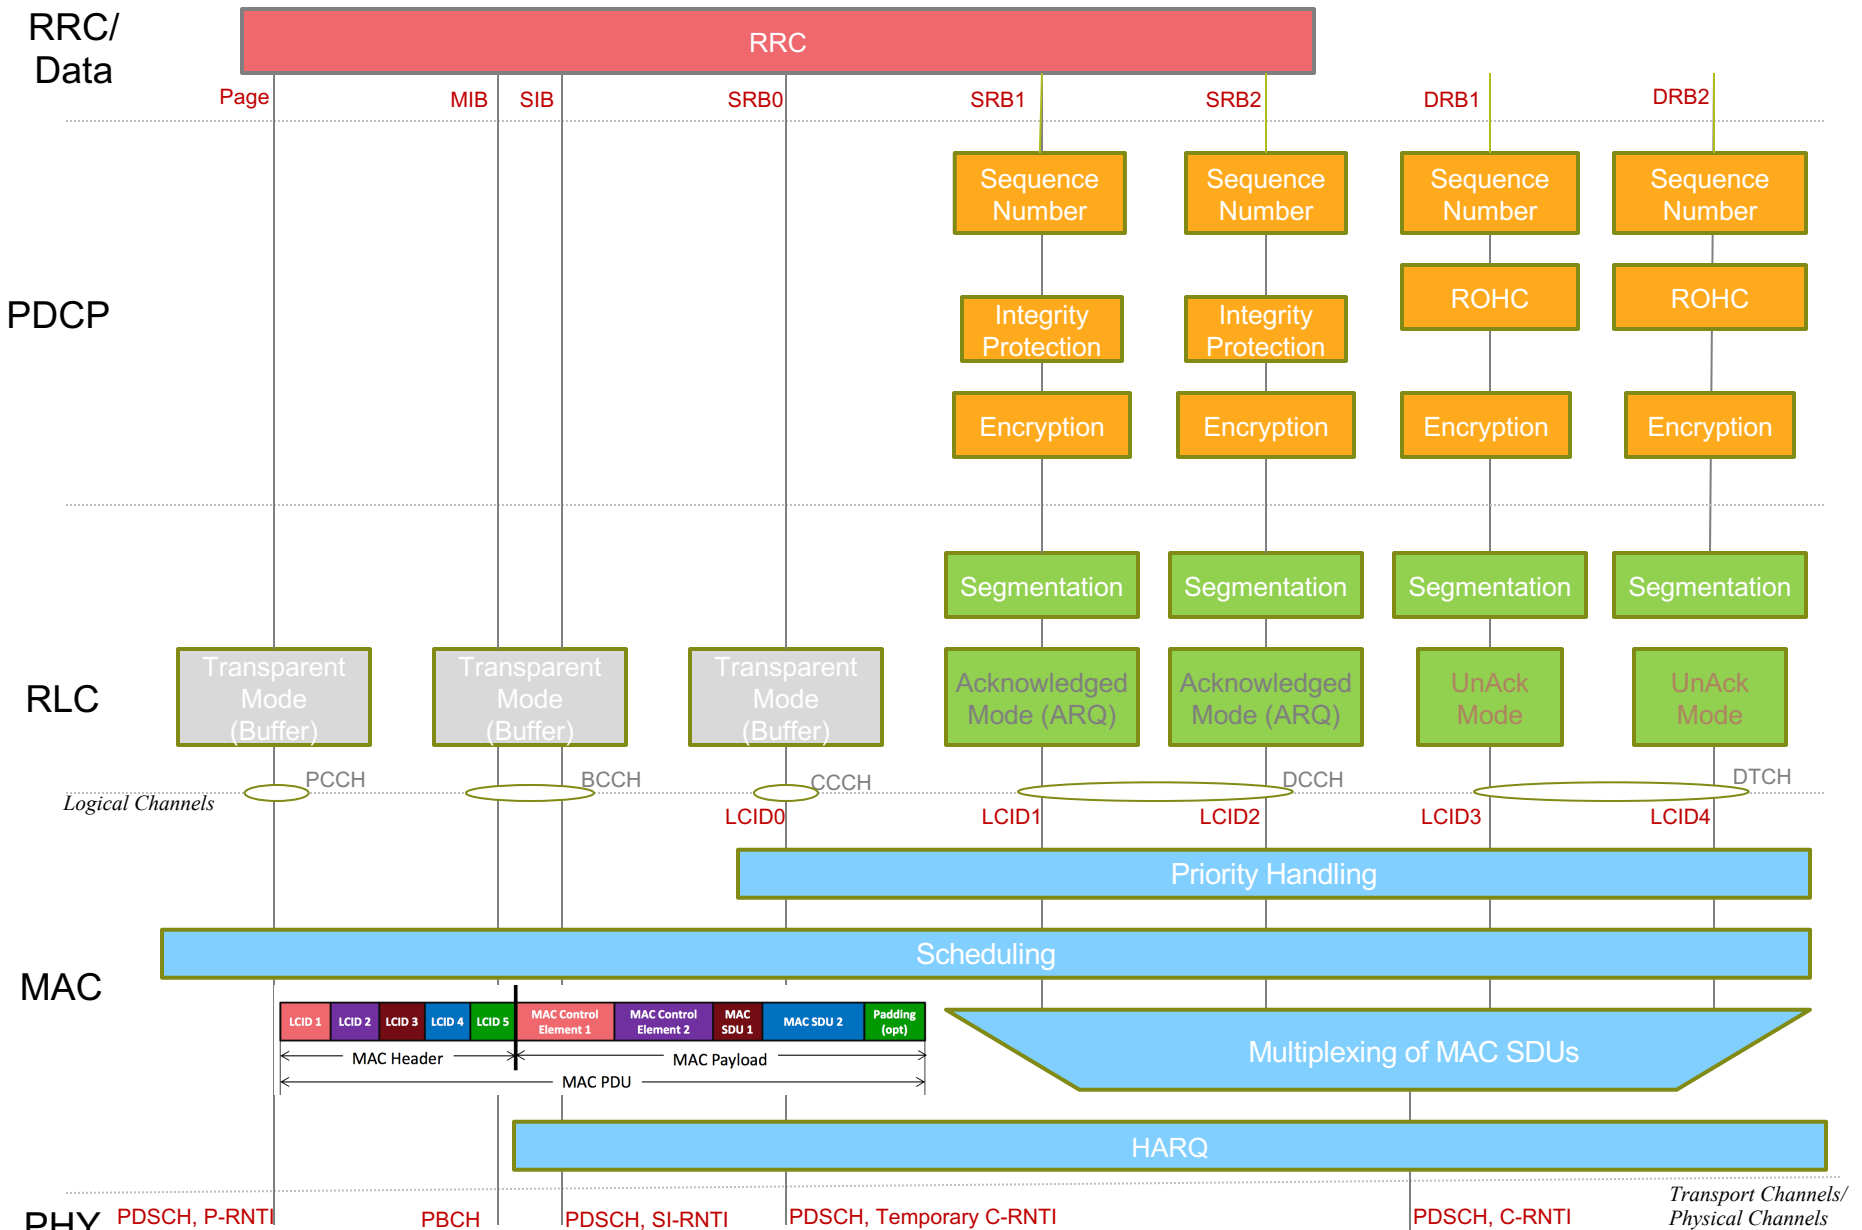 RRC/
Data
RRC
Page
MIB
SIB
SRB0
SRB1
SRB2
DRB1
DRB2
PDCP
Sequence
Number
Sequence
Number
Sequence
Number
Sequence
Number
Integrity
Protection
Integrity
Protection
ROHC
ROHC
Encryption
Encryption
Encryption
Encryption
RLC
Segmentation
Segmentation
Segmentation
Segmentation
Transparent
Mode
(Buffer)
Transparent
Mode
(Buffer)
Transparent
Mode
(Buffer)
Acknowledged
Mode (ARQ)
Acknowledged
Mode (ARQ)
UnAck
Mode
UnAck
Mode
Logical Channels
PCCH
BCCH
CCCH
DCCH
DTCH
LCID0
LCID1
LCID2
LCID3
LCID4
MAC
Priority Handling
Scheduling
LCID 1
LCID 2
LCID 3
LCID 4
LCID 5
MAC Control
Element 1
MAC Control
Element 2
MAC
SDU 1
MAC SDU 2
Padding
(opt)
MAC Header
MAC Payload
MAC PDU
Multiplexing of MAC SDUs
HARQ
Transport Channels/
Physical Channels
PHY
PDSCH, P-RNTI
PBCH
PDSCH, SI-RNTI
PDSCH, Temporary C-RNTI
PDSCH, C-RNTI